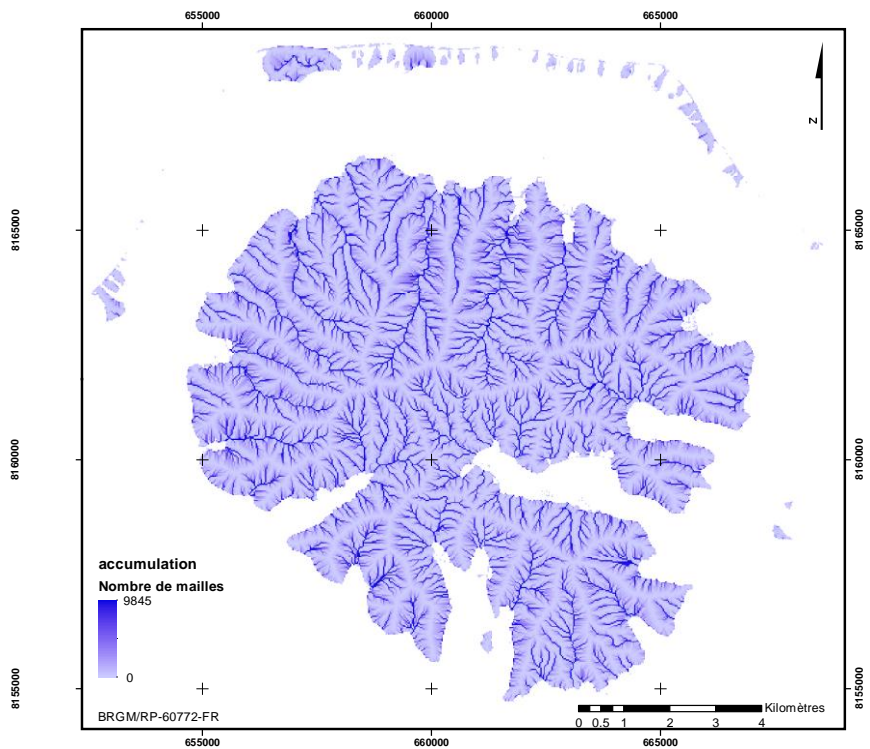 655000 660000 665000
N
8165000 8165000
8160000 8160000
accumulation
Nombre de mailles
9845
0
8155000 8155000
BRGM/RP-60772-FR
Kilomètres
0 0.5 1 2 3 4
655000 660000 665000